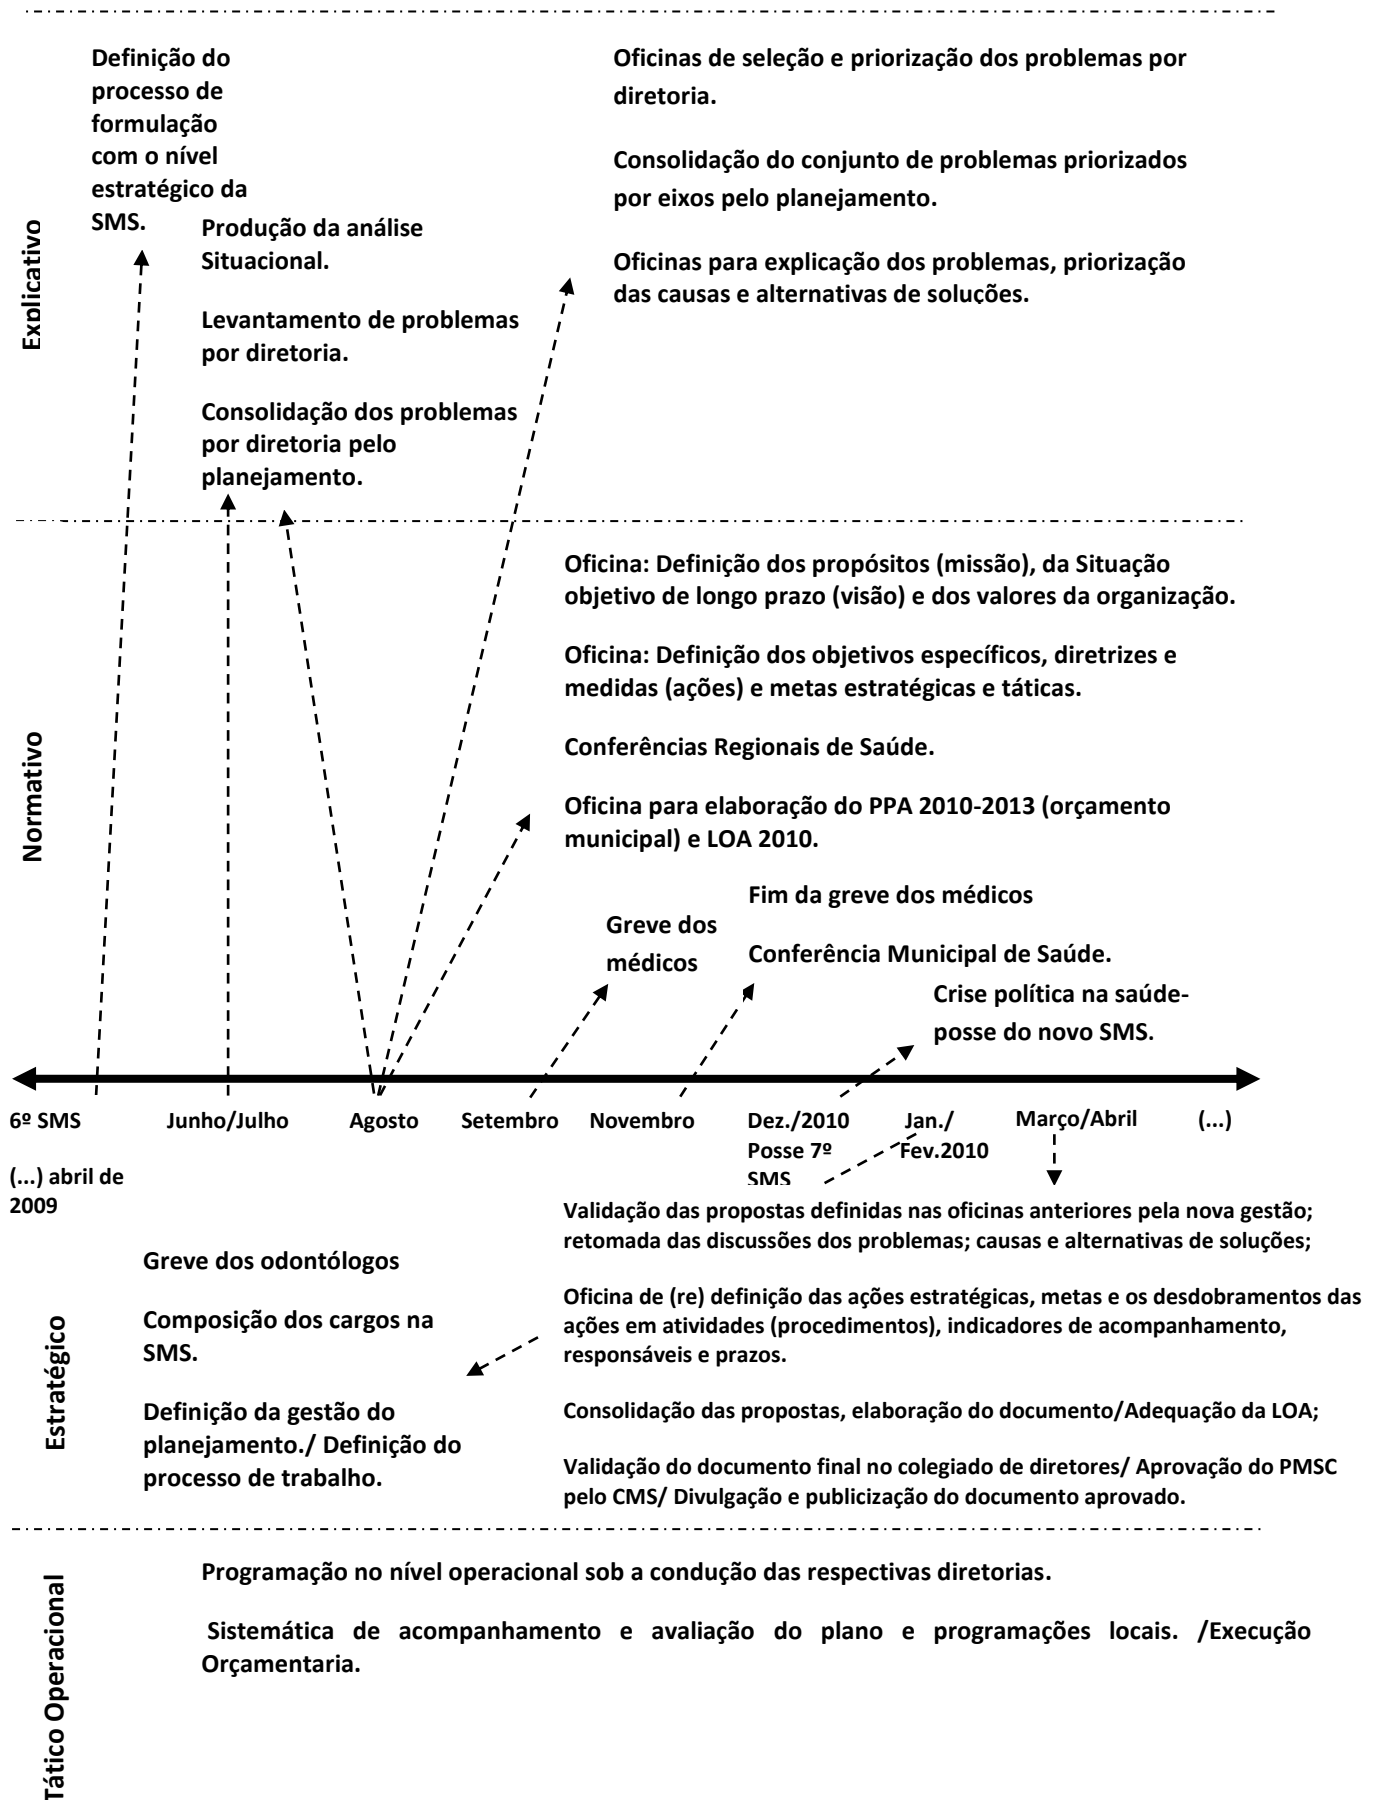 Explicativo
Definição do
processo de
formulação
com o nível
estratégico da
SMS.
Produção da análise
Situacional.
Levantamento de problemas
por diretoria.
Consolidação dos problemas
por diretoria pelo
planejamento.
Oficinas de seleção e priorização dos problemas por
diretoria.
Consolidação do conjunto de problemas priorizados
por eixos pelo planejamento.
Oficinas para explicação dos problemas, priorização
das causas e alternativas de soluções.
Normativo
Oficina: Definição dos propósitos (missão), da Situação
objetivo de longo prazo (visão) e dos valores da organização.
Oficina: Definição dos objetivos específicos, diretrizes e
medidas (ações) e metas estratégicas e táticas.
Conferências Regionais de Saúde.
Oficina para elaboração do PPA 2010-2013 (orçamento
municipal) e LOA 2010.
Greve dos
médicos
Fim da greve dos médicos
Conferência Municipal de Saúde.
Crise política na saúde-
posse do novo SMS.
6º SMS
(...) abril de
2009
Junho/Julho
Agosto
Setembro
Novembro
Dez./2010
Posse 7º
SMS
Jan./
Fev.2010
Março/Abril
(...)
Estratégico
Greve dos odontólogos
Composição dos cargos na
SMS.
Definição da gestão do
planejamento./ Definição do
processo de trabalho.
Validação das propostas definidas nas oficinas anteriores pela nova gestão;
retomada das discussões dos problemas; causas e alternativas de soluções;
Oficina de (re) definição das ações estratégicas, metas e os desdobramentos das
ações em atividades (procedimentos), indicadores de acompanhamento,
responsáveis e prazos.
Consolidação das propostas, elaboração do documento/Adequação da LOA;
Validação do documento final no colegiado de diretores/ Aprovação do PMSC
pelo CMS/ Divulgação e publicização do documento aprovado.
Tático Operacional
Programação no nível operacional sob a condução das respectivas diretorias.
Sistemática de acompanhamento e avaliação do plano e programações locais. /Execução
Orçamentaria.